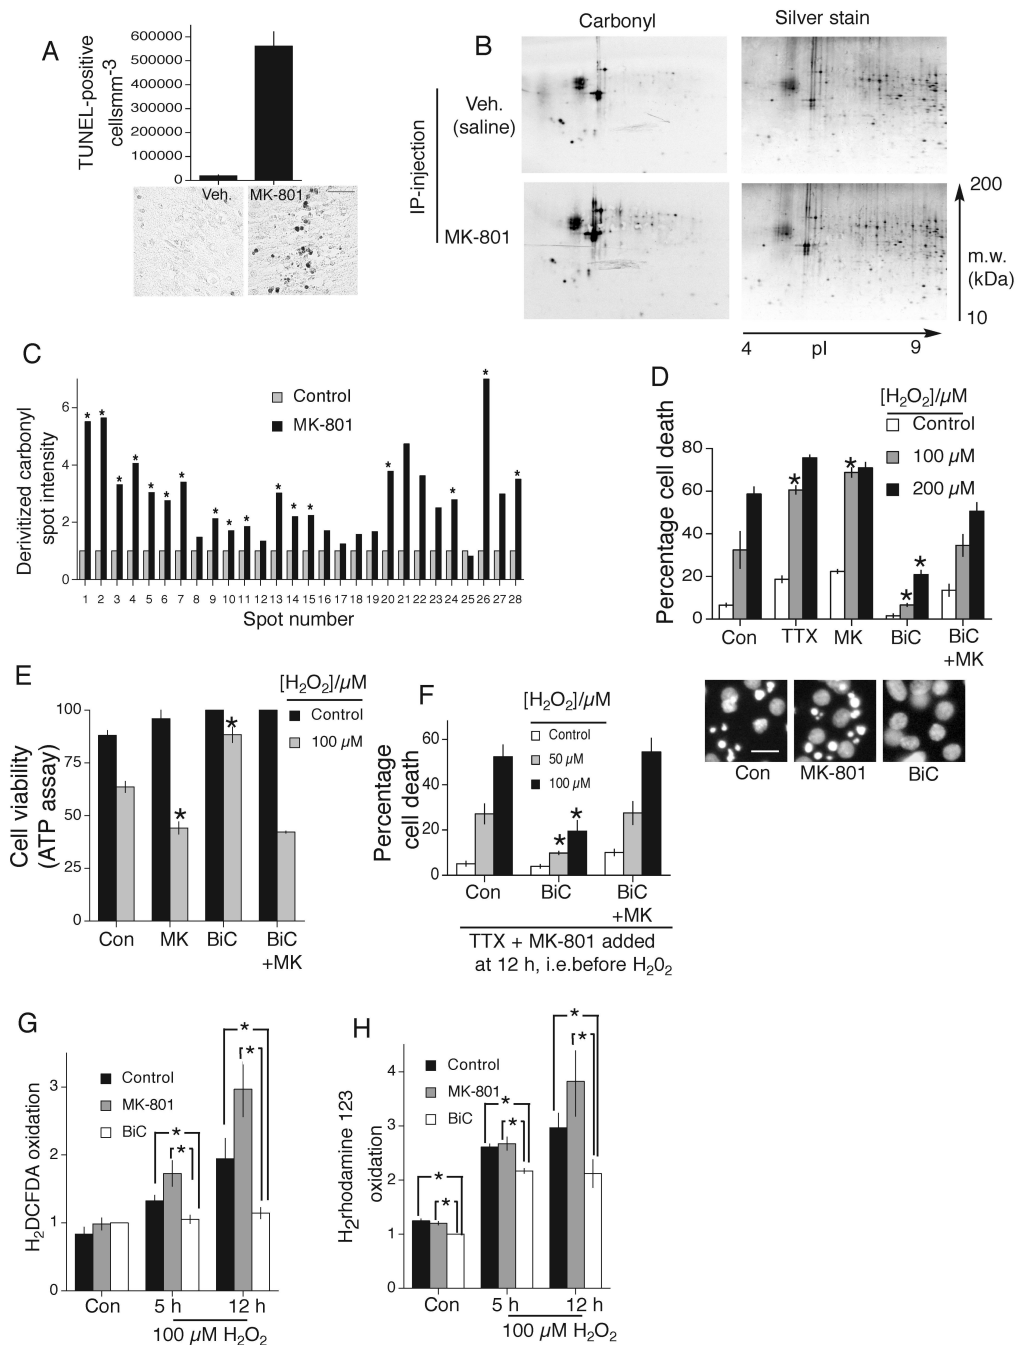 A
TUNEL-positive
cellsmm-3
600000
500000
400000
300000
200000
100000
0
Veh.
MK-801
B
Carbonyl
Silver stain
IP-injection
Veh.
(saline)
MK-801
200
m.w.
(kDa)
10
4
pI
9
C
Derivitized carbonyl
spot intensity
6
4
2
0
Control
MK-801
* * * * * * * * * * * * * * * * * *
1 2 3 4 5 6 7 8 9 10 11 12 13 14 15 16 17 18 19 20 21 22 23 24 25 26 27 28
Spot number
D
[H2O2]/µM
Control
100 µM
200 µM
Percentage cell death
80
60
40
20
0
* * * *
Con
TTX
MK
BiC
BiC
+MK
Con
MK-801
BiC
E
[H2O2]/µM
Control
100 µM
Cell viability
(ATP assay)
100
75
50
25
0
* *
Con
MK
BiC
BiC
+MK
F
[H2O2]/µM
Control
50 µM
100 µM
Percentage
cell death
60
40
20
0
* *
Con
BiC
BiC
+MK
TTX + MK-801 added
at 12 h, i.e.before H2O2
G
H2DCFDA oxidation
3
2
1
0
Control
MK-801
BiC
* * * *
Con
5 h
12 h
100 µM H2O2
H
H2rhodamine 123
oxidation
4
3
2
1
0
Control
MK-801
BiC
* * * * * *
Con
5 h
12 h
100 µM H2O2